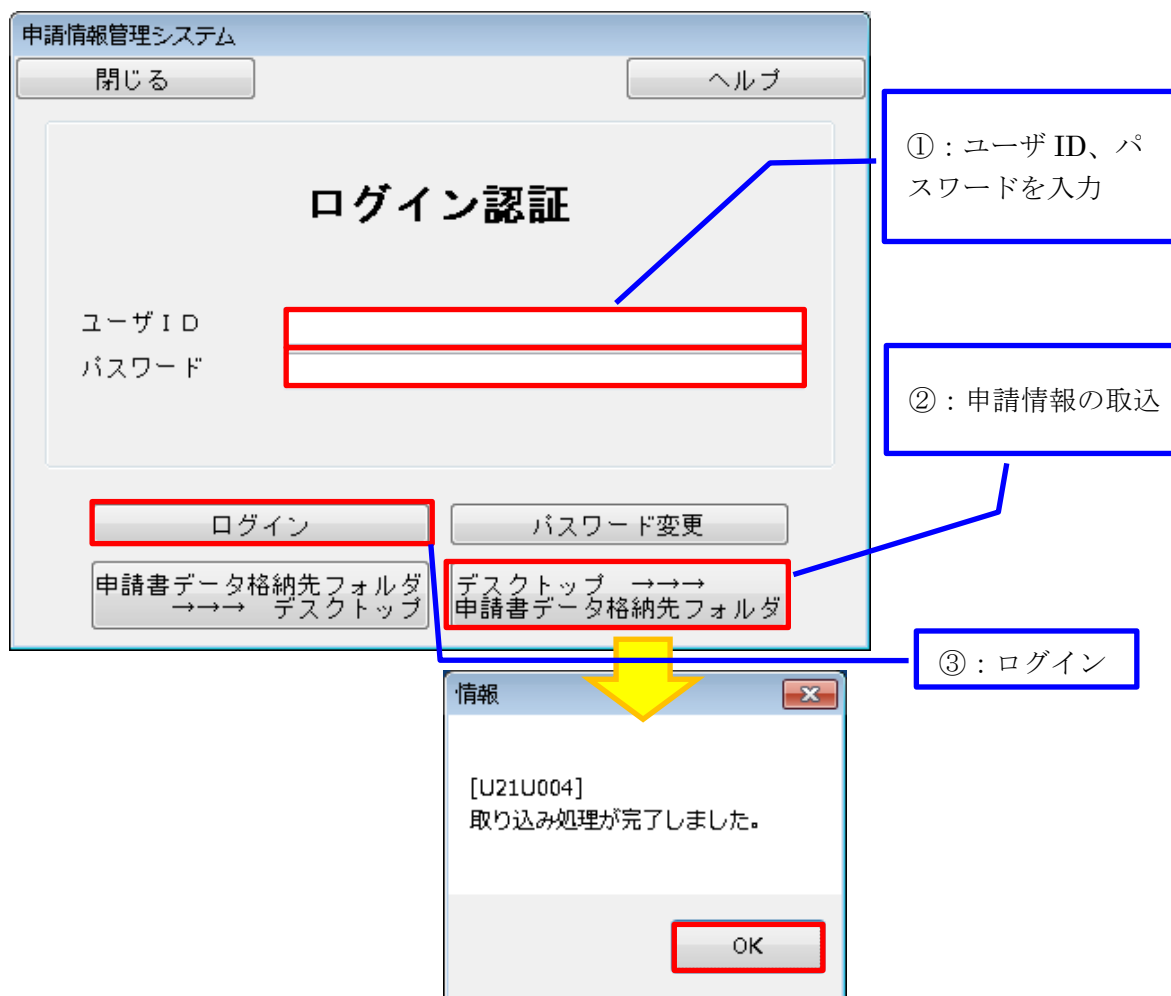 申請情報管理システム
閉じる
ヘルプ
ログイン認証
ユーザＩＤ
パスワード
ログイン
パスワード変更
申請書データ格納先フォルダ
→→→ デスクトップ
デスクトップ →→→
申請書データ格納先フォルダ
①：ユーザ ID、パ
スワードを入力
②：申請情報の取込
③：ログイン
情報
[U21U004]
取り込み処理が完了しました。
OK